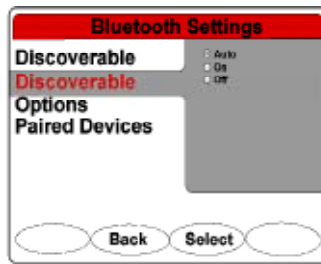 Bluetooth Settings
Discoverable
Discoverable
Options
Paired Devices
Auto
On
Off
Back
Select